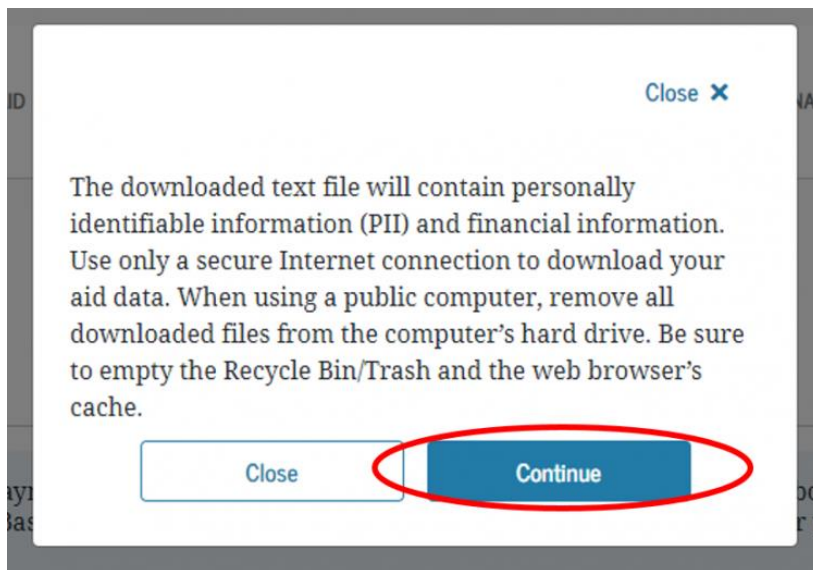 ID
Close ×
The downloaded text file will contain personally
identifiable information (PII) and financial information.
Use only a secure Internet connection to download your
aid data. When using a public computer, remove all
downloaded files from the computer’s hard drive. Be sure
to empty the Recycle Bin/Trash and the web browser’s
cache.
Close Continue